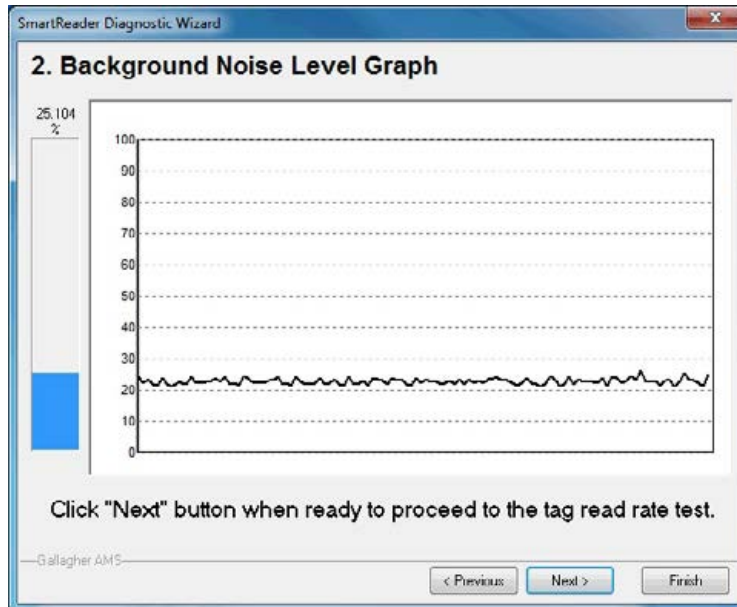 SmartReader Diagnostic Wizard
x
2. Background Noise Level Graph
25.104
%
100
90
80
70
60
50
40
30
20
10
0
Click "Next" button when ready to proceed to the tag read rate test.
Gallagher AMS
< Previous Next > Finish